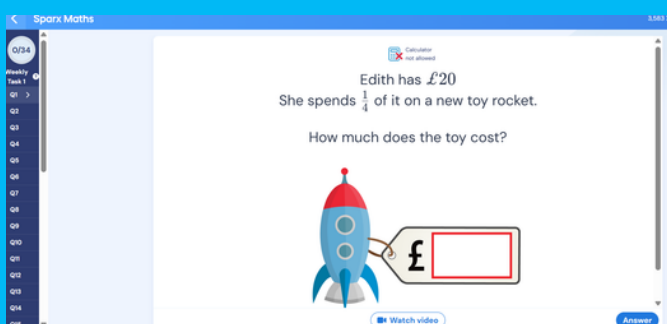 Sparx Maths
3,583
0/34
Weekly
Task 1
Calculator
not allowed
Edith has £20
She spends 1/4 of it on a new toy rocket.
How much does the toy cost?
£
Q1
Q2
Q3
Q4
Q5
Q6
Q7
Q8
Q9
Q10
Q11
Q12
Q13
Q14
Watch video
Answer